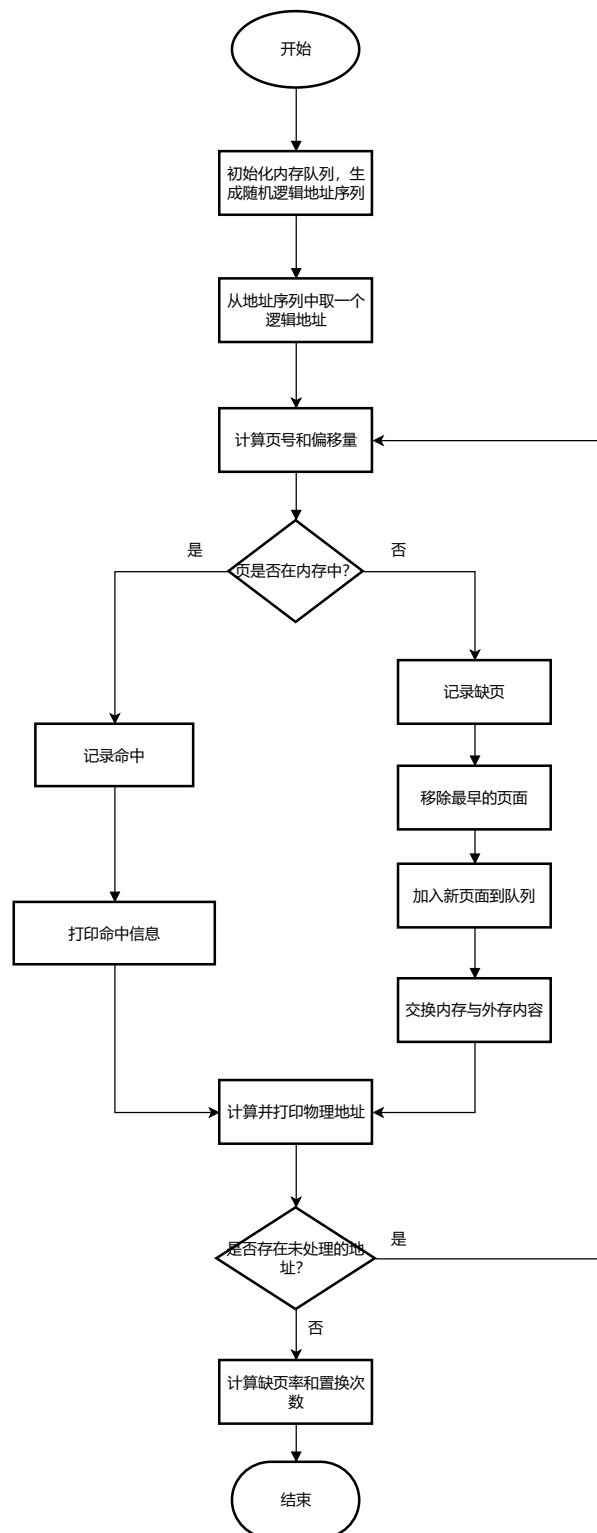 开始
初始化内存队列，生
成随机逻辑地址序列
从地址序列中取一个
逻辑地址
计算页号和偏移量
页是否在内存中？
是
否
记录命中
打印命中信息
记录缺页
移除最早的页面
加入新页面到队列
交换内存与外存内容
计算并打印物理地址
是否存在未处理的地
址？
是
否
计算缺页率和置换次
数
结束